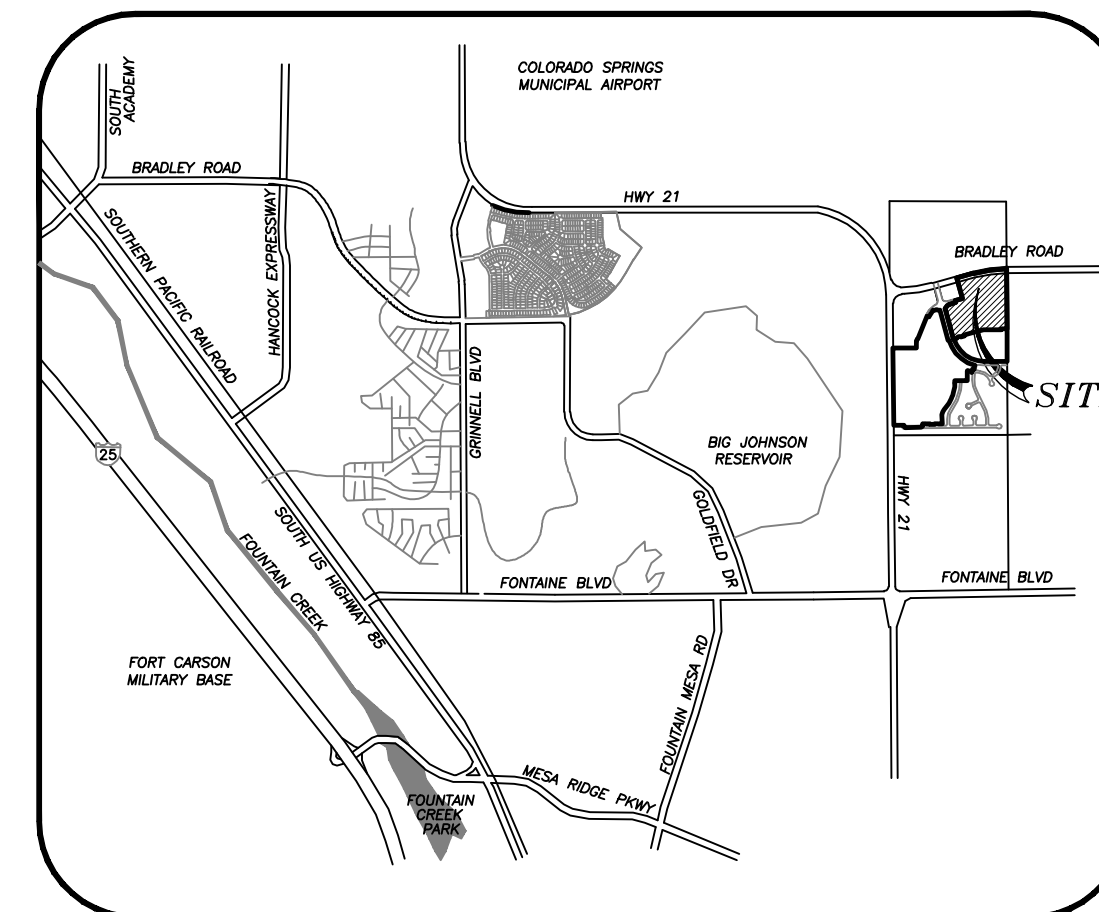 COLORADO SPRINGS
MUNICIPAL AIRPORT
SOUTH
ACADEMY
BRADLEY ROAD
HWY 21
BRADLEY ROAD
HANCOCK EXPRESSWAY
SOUTHERN PACIFIC RAILROAD
GRINNELL BLVD
SIT
BIG JOHNSON
RESERVOIR
25
GOLDFIELD DR
HWY 21
SOUTH US HIGHWAY 85
FOUNTAIN CREEK
FONTAINE BLVD
FONTAINE BLVD
FORT CARSON
MILITARY BASE
FOUNTAIN MESA RD
MESA RIDGE PKWY
FOUNTAIN
CREEK
PARK